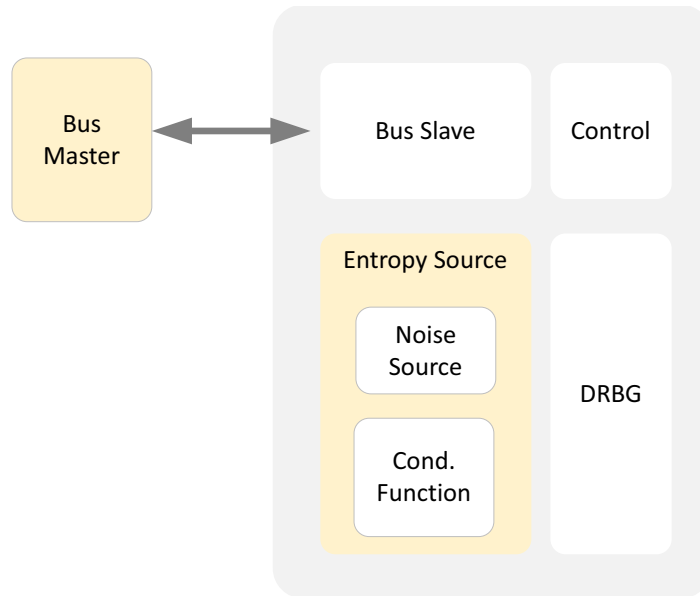 Bus
Master
Bus Slave
Control
Entropy Source
Noise
Source
Cond.
Function
DRBG